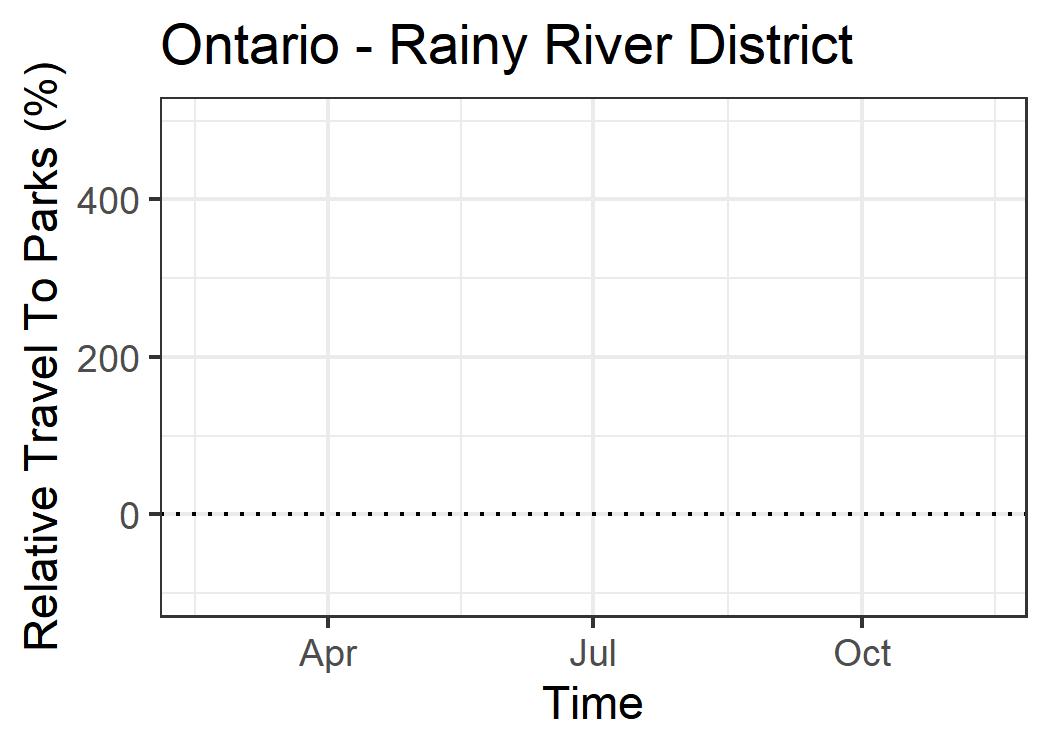 Ontario - Rainy River District
Relative Travel To Parks (%)
400
200
0
Apr
Jul
Oct
Time